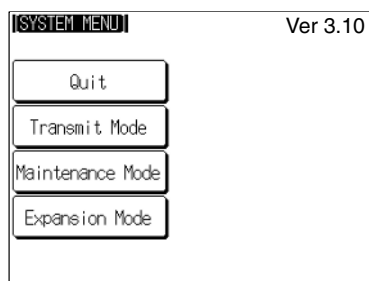 [SYSTEM MENU]
Ver 3.10
Quit
Transmit Mode
Maintenance Mode
Expansion Mode